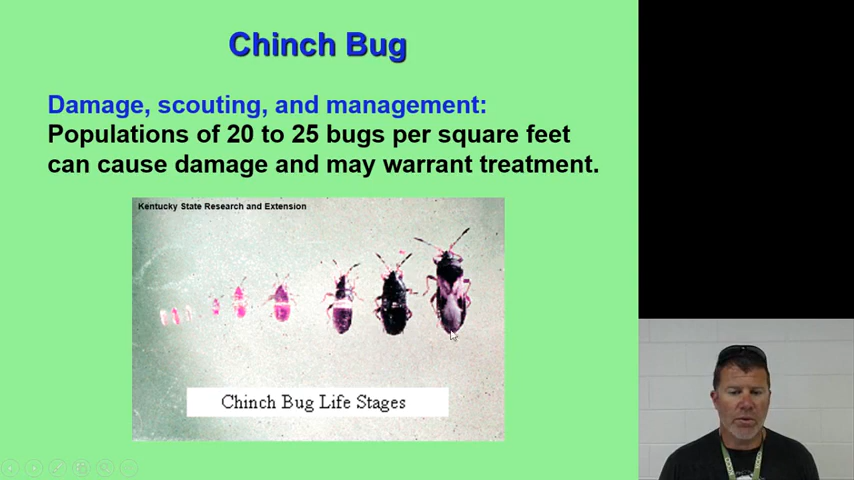 Chinch Bug
Damage, scouting, and management:
Populations of 20 to 25 bugs per square feet
can cause damage and may warrant treatment.
Kentucky State Research and Extension
Chinch Bug Life Stages